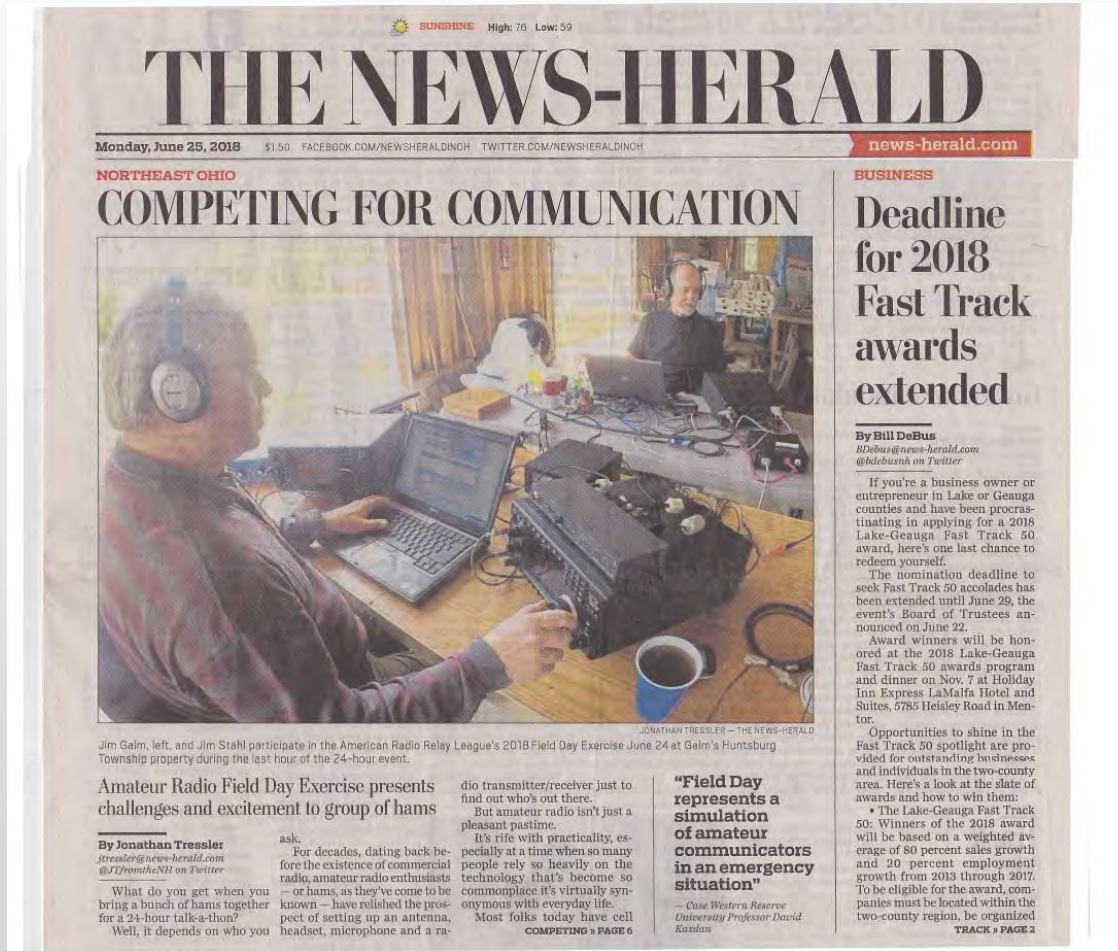 SUNSHINE High: 76 Low: 59
THE NEWS-HERALD
Monday, June 25, 2018 $1.50 FACEBOOK.COM/NEWSHERALDINOH TWITTER.COM/NEWSHERALDINOH news-herald.com
NORTHEAST OHIO
COMPETING FOR COMMUNICATION
JONATHAN TRESSLER — THE NEWS-HERALD
Jim Galm, left, and Jim Stahl participate in the American Radio Relay League's 2018 Field Day Exercise June 24 at Galm's Huntsburg
Township property during the last hour of the 24-hour event.
Amateur Radio Field Day Exercise presents
challenges and excitement to group of hams
By Jonathan Tressler
jtressler@news-herald.com
@JTfromtheNH on Twitter
What do you get when you
bring a bunch of hams together
for a 24-hour talk-a-thon?
Well, it depends on who you
ask.
For decades, dating back be-
fore the existence of commercial
radio, amateur radio enthusiasts
— or hams, as they've come to be
known — have relished the pros-
pect of setting up an antenna,
headset, microphone and a ra-
dio transmitter/receiver just to
find out who's out there.
But amateur radio isn't just a
pleasant pastime.
It's rife with practicality, es-
pecially at a time when so many
people rely so heavily on the
technology that's become so
commonplace it's virtually syn-
onymous with everyday life.
Most folks today have cell
COMPETING » PAGE 6
"Field Day
represents a
simulation
of amateur
communicators
in an emergency
situation"
— Case Western Reserve
University Professor David
Kazdan
BUSINESS
Deadline
for 2018
Fast Track
awards
extended
By Bill DeBus
BDebus@news-herald.com
@bdebusnh on Twitter
If you're a business owner or
entrepreneur in Lake or Geauga
counties and have been procras-
tinating in applying for a 2018
Lake-Geauga Fast Track 50
award, here's one last chance to
redeem yourself.
The nomination deadline to
seek Fast Track 50 accolades has
been extended until June 29, the
event's Board of Trustees an-
nounced on June 22.
Award winners will be hon-
ored at the 2018 Lake-Geauga
Fast Track 50 awards program
and dinner on Nov. 7 at Holiday
Inn Express LaMalfa Hotel and
Suites, 5785 Heisley Road in Men-
tor.
Opportunities to shine in the
Fast Track 50 spotlight are pro-
vided for outstanding businesses
and individuals in the two-county
area. Here's a look at the slate of
awards and how to win them:
• The Lake-Geauga Fast Track
50: Winners of the 2018 award
will be based on a weighted av-
erage of 80 percent sales growth
and 20 percent employment
growth from 2013 through 2017.
To be eligible for the award, com-
panies must be located within the
two-county region, be organized
TRACK » PAGE 2